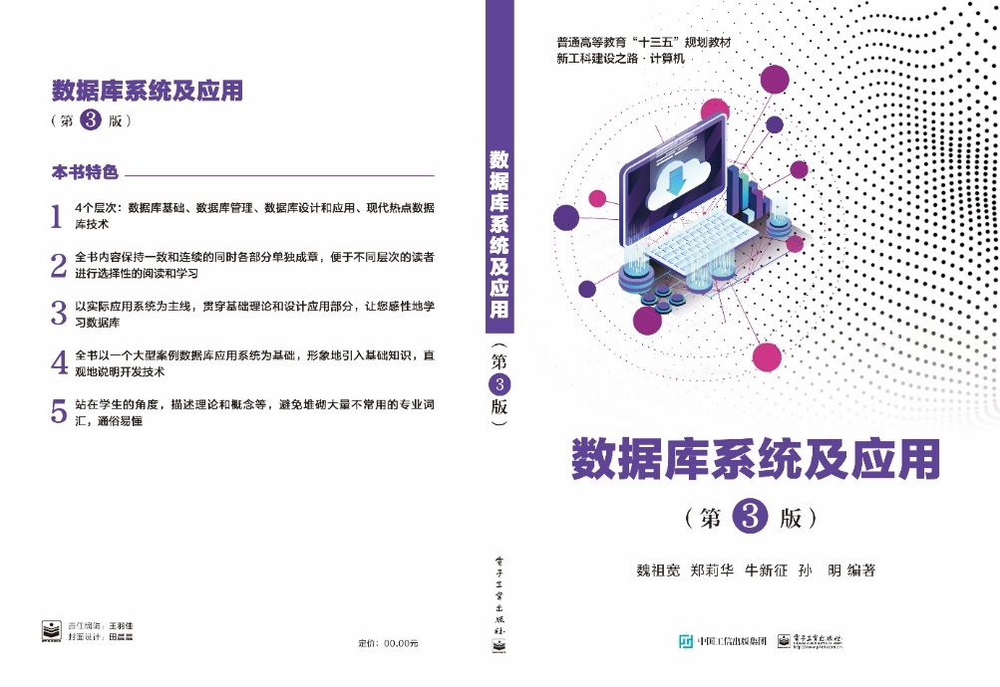 数据库系统及应用
（第3版）
本书特色
1 4个层次：数据库基础、数据库管理、数据库设计和应用、现代热点数据
库技术
2 全书内容保持一致和连续的同时各部分单独成章，便于不同层次的读者
进行选择性的阅读和学习
3 以实际应用系统为主线，贯穿基础理论和设计应用部分，让您感性地学
习数据库
4 全书以一个大型案例数据库应用系统为基础，形象地引入基础知识，直
观地说明开发技术
5 站在学生的角度，描述理论和概念等，避免堆砌大量不常用的专业词
汇，通俗易懂
责任编辑：王羽佳
封面设计：田晨晨
定价：00.00元
数据库系统及应用
（第3版）
电子工业出版社
普通高等教育“十三五”规划教材
新工科建设之路·计算机
数据库系统及应用
（第3版）
魏祖宽 郑莉华 牛新征 孙 明 编著
中国工信出版集团
电子工业出版社
http://www.phei.com.cn